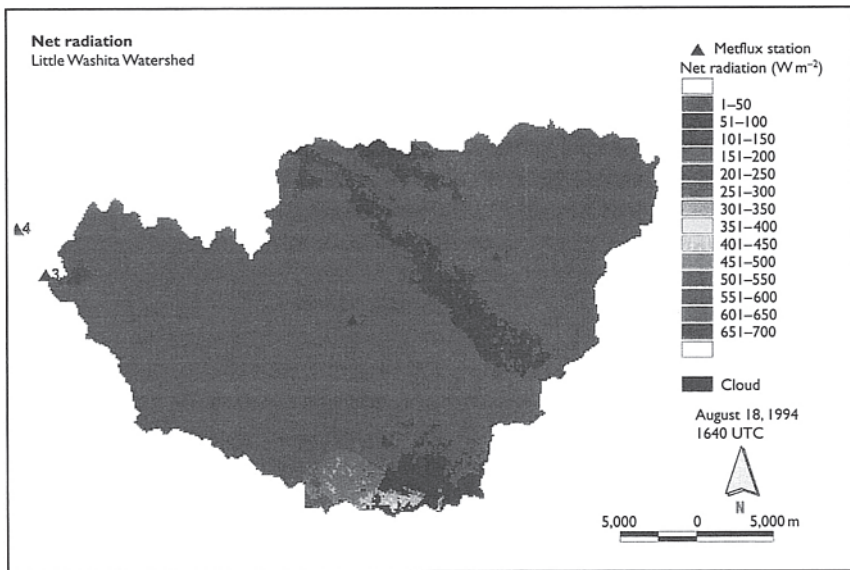 Net radiation
Little Washita Watershed
Metflux station
Net radiation (W m⁻²)
1–50
51–100
101–150
151–200
201–250
251–300
301–350
351–400
401–450
451–500
501–550
551–600
601–650
651–700
Cloud
August 18, 1994
1640 UTC
N
5,000 0 5,000 m
4
3